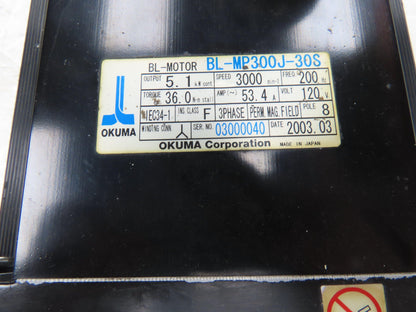 BL-MOTOR BL-MP300J-30S
OUTPUT 5.1 kW cont SPEED 3000 min-1 FREQ. 200 Hz
TORQUE 36.0 N-m stall AMP(~) 53.4 A VOLT 120 V
IEC34-1 INS.CLASS F 3PHASE PERM. MAG. FIELD POLE 8
OKUMA
WINDING CONN. SER.NO. 03000040 DATE 2003.03
OKUMA Corporation MADE IN JAPAN